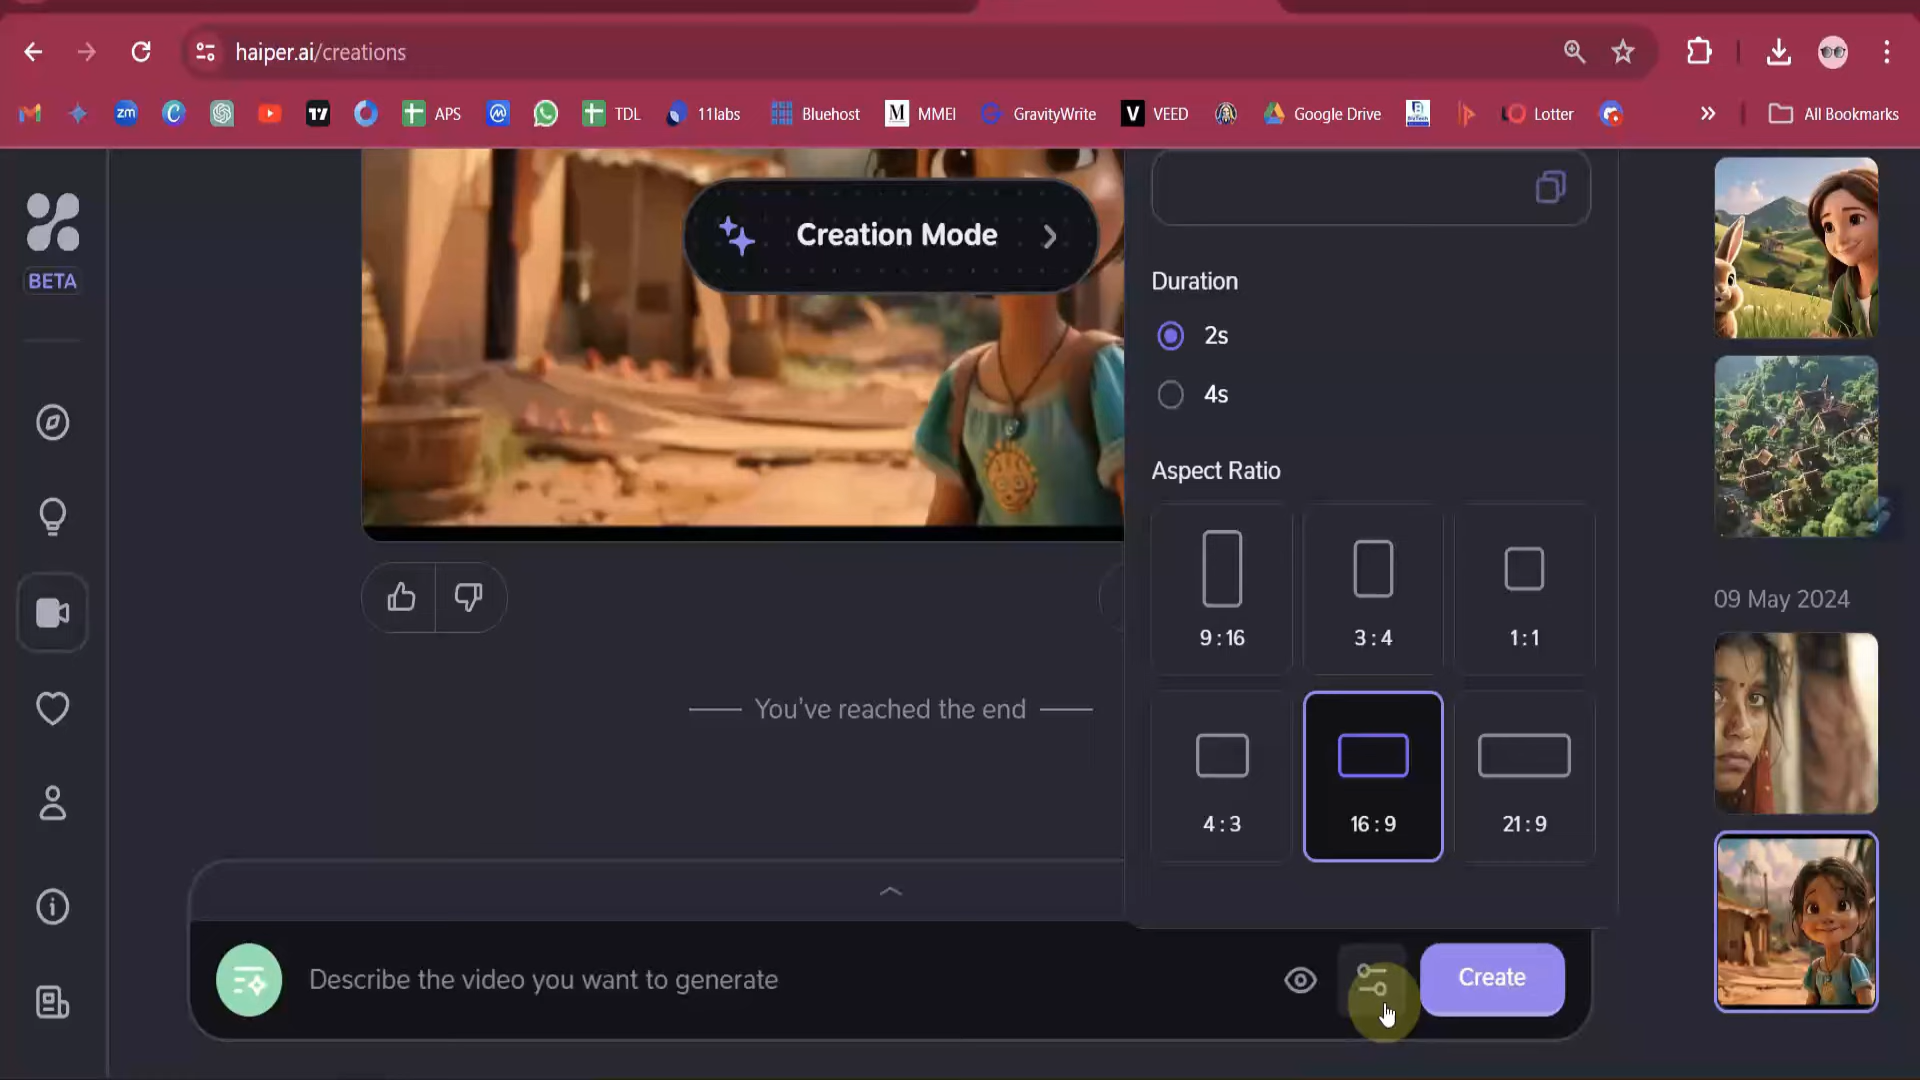 haiper.ai/creations
zm
17
APS
TDL
11labs
Bluehost
M
MMEI
GravityWrite
V
VEED
Google Drive
Lotter
All Bookmarks
BETA
Creation Mode
Duration
2s
4s
Aspect Ratio
9:16
3:4
1:1
4:3
16:9
21:9
You've reached the end
Describe the video you want to generate
Create
09 May 2024